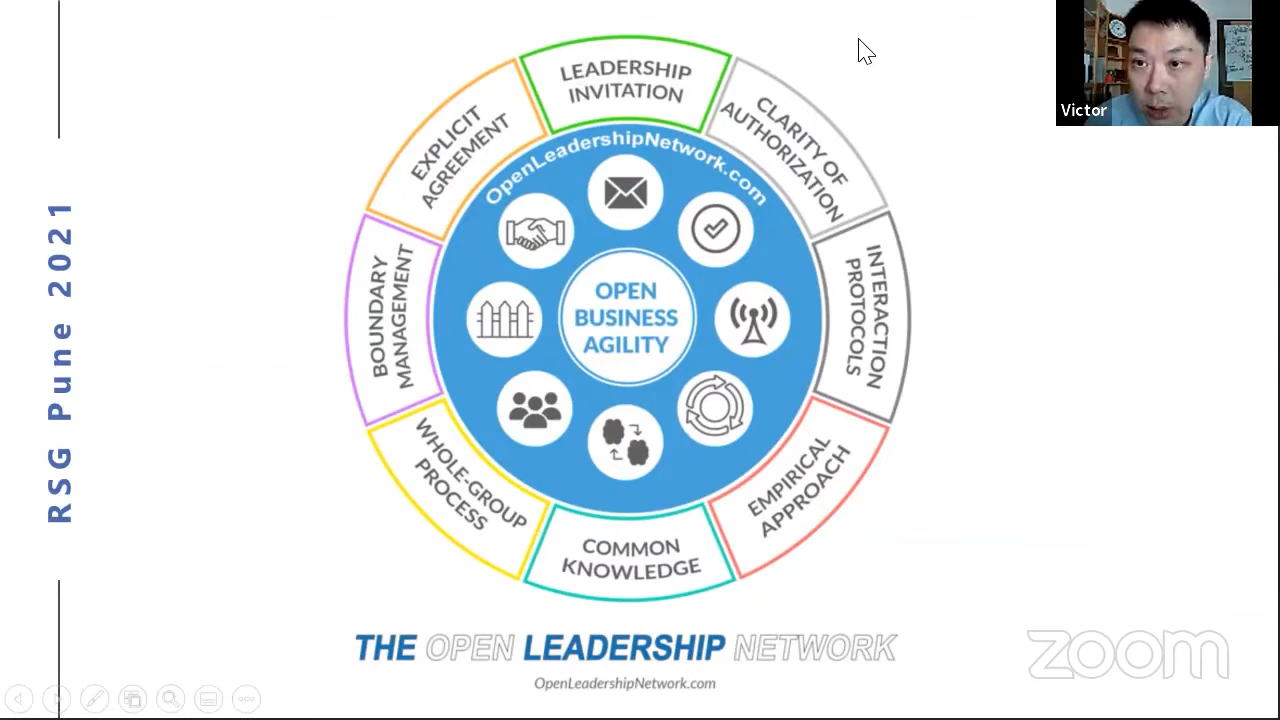 RSG Pune 2021
LEADERSHIP
INVITATION
CLARITY OF
AUTHORIZATION
INTERACTION
PROTOCOLS
EMPIRICAL
APPROACH
COMMON
KNOWLEDGE
WHOLE-GROUP
PROCESS
BOUNDARY
MANAGEMENT
EXPLICIT
AGREEMENT
OpenLeadershipNetwork.com
OPEN
BUSINESS
AGILITY
THE OPEN LEADERSHIP NETWORK
OpenLeadershipNetwork.com
Victor
zoom